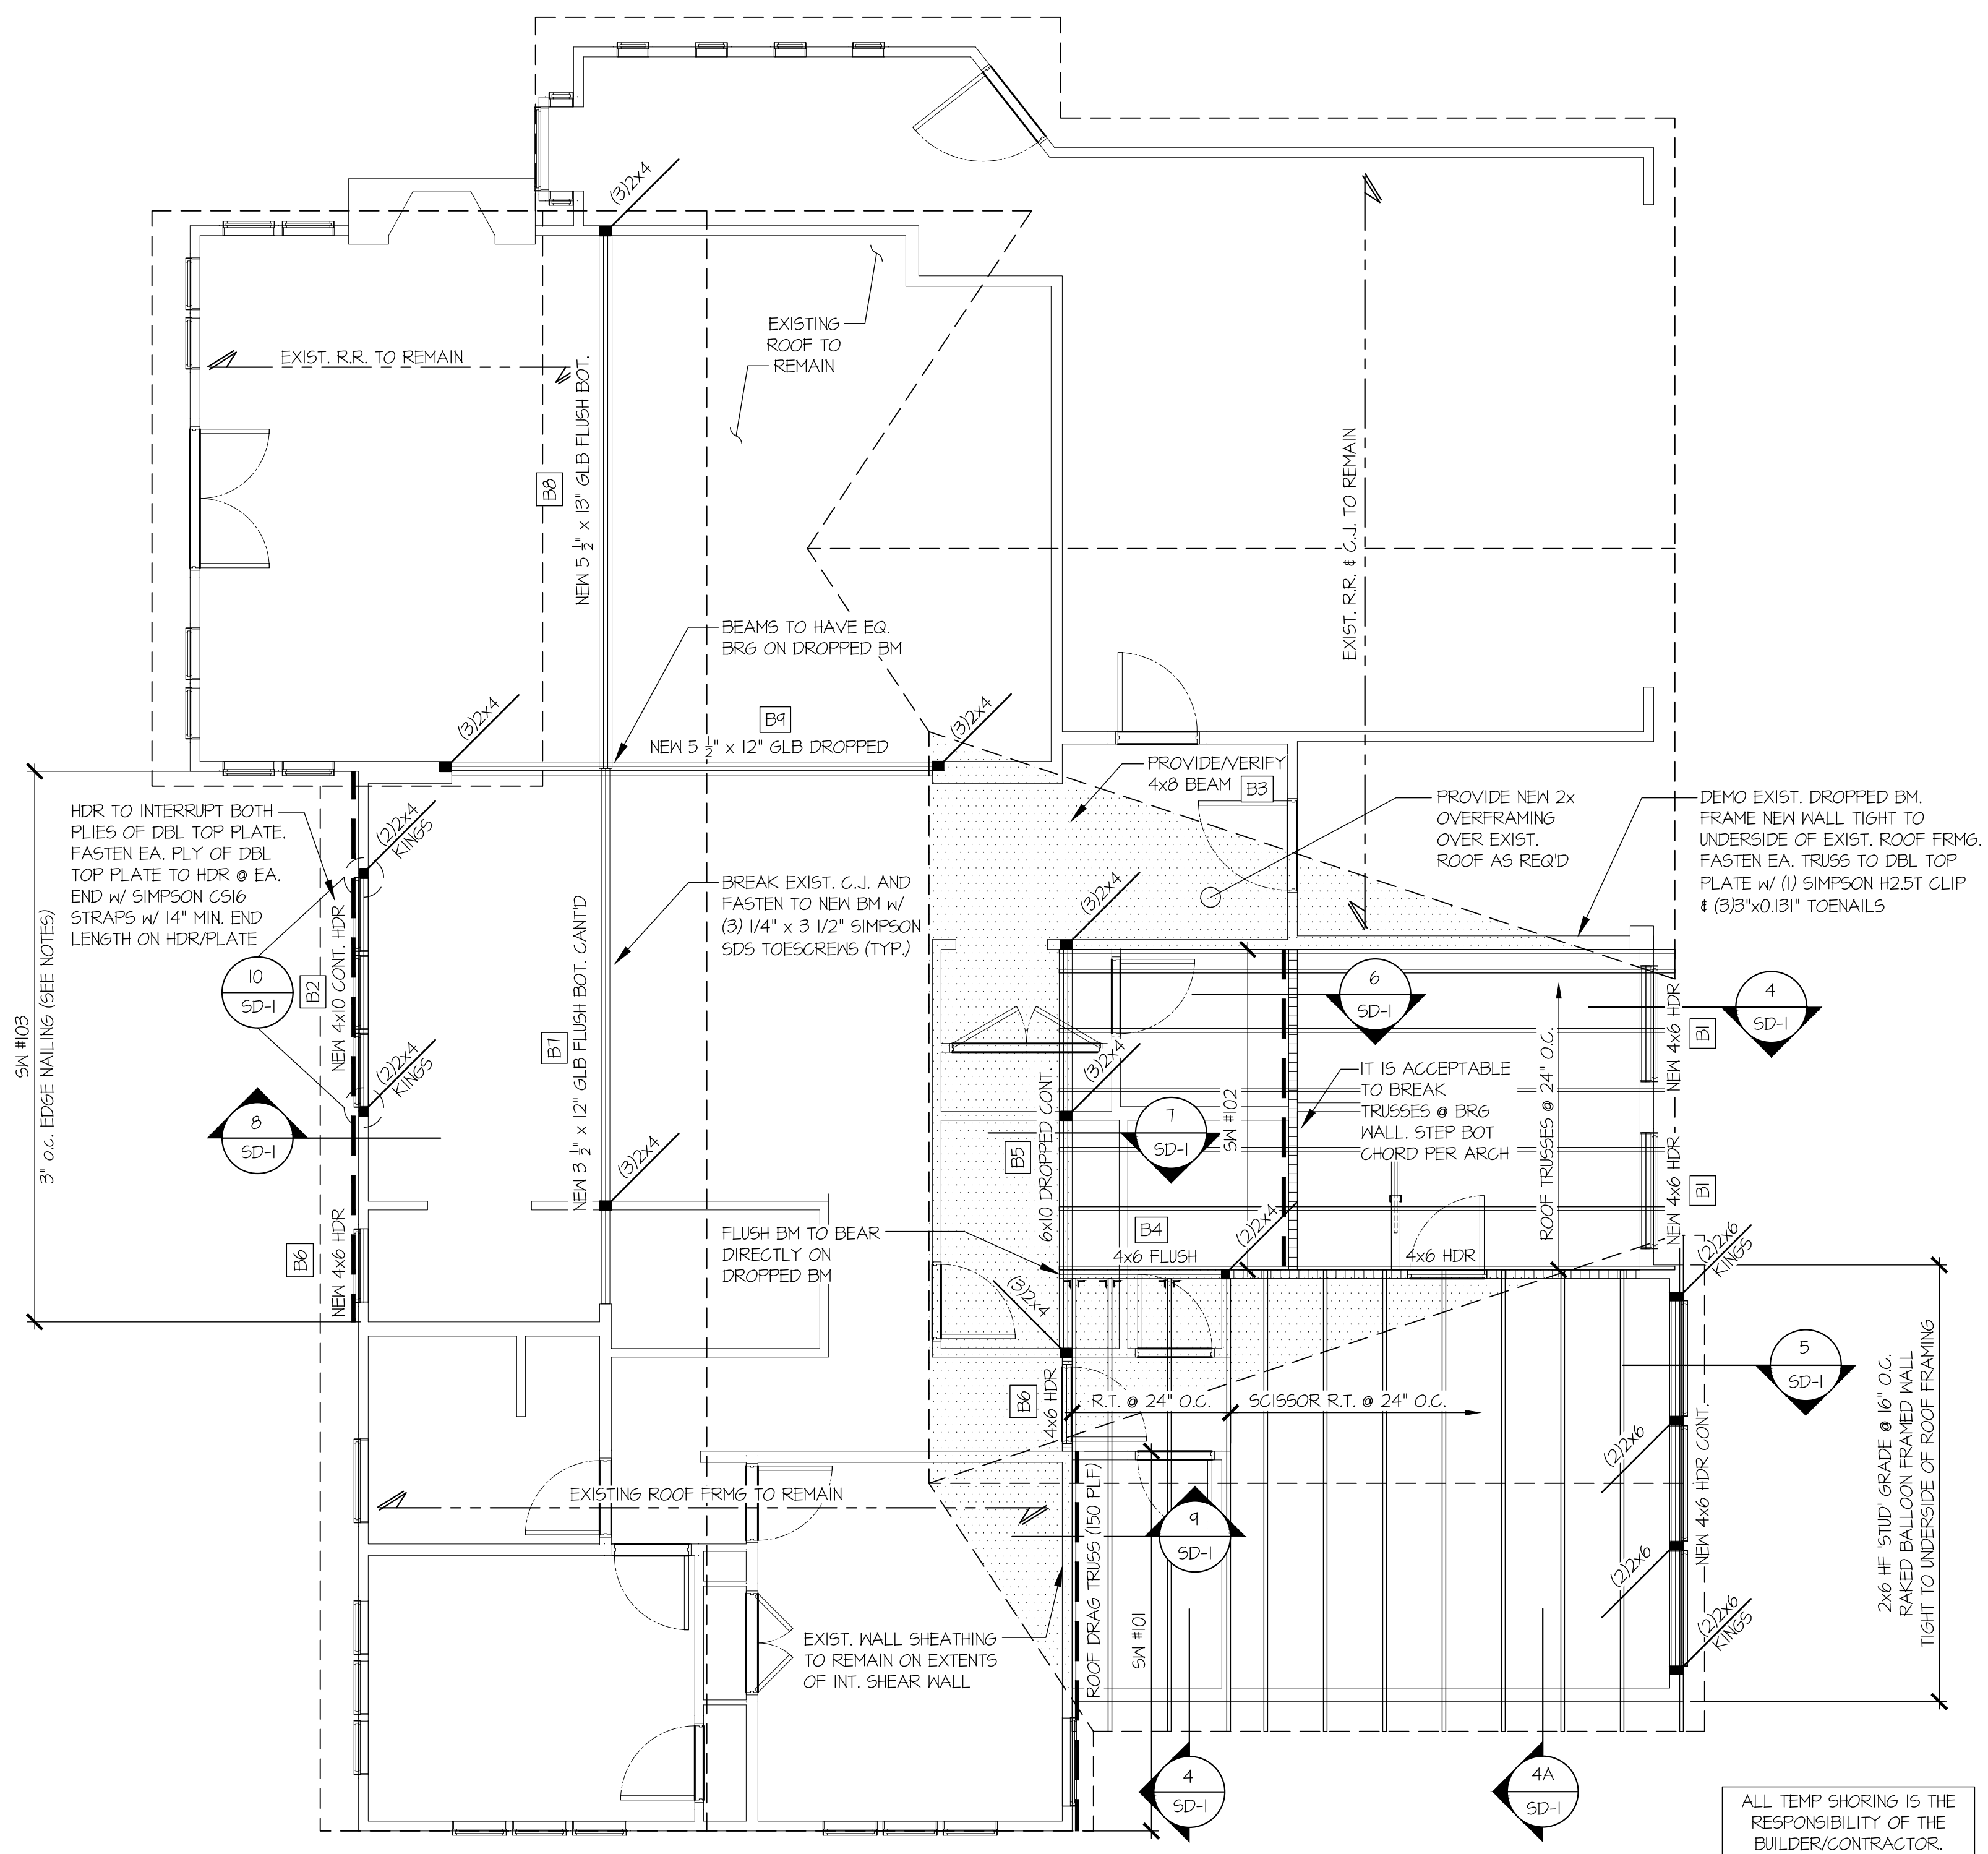 (3)2x4
EXISTING
ROOF TO
REMAIN
EXIST. R.R. TO REMAIN
B8
NEW 5 1/2" x 13" GLB FLUSH BOT.
EXIST. R.R. & C.J. TO REMAIN
BEAMS TO HAVE EQ.
BRG ON DROPPED BM
(3)2x4
B9
NEW 5 1/2" x 12" GLB DROPPED
(3)2x4
PROVIDE/VERIFY
4x8 BEAM
B3
PROVIDE NEW 2x
OVERFRAMING
OVER EXIST.
ROOF AS REQ'D
DEMO EXIST. DROPPED BM.
FRAME NEW WALL TIGHT TO
UNDERSIDE OF EXIST. ROOF FRMG.
FASTEN EA. TRUSS TO DBL TOP
PLATE W/ (1) SIMPSON H2.5T CLIP
& (3)3"x0.131" TOENAILS
HDR TO INTERRUPT BOTH
PLIES OF DBL TOP PLATE.
FASTEN EA. PLY OF DBL
TOP PLATE TO HDR @ EA.
END W/ SIMPSON CS16
STRAPS W/ 14" MIN. END
LENGTH ON HDR/PLATE
(2)2x4
KINGS
SW #103
3" o.c. EDGE NAILING (SEE NOTES)
BREAK EXIST. C.J. AND
FASTEN TO NEW BM W/
(3) 1/4" x 3 1/2" SIMPSON
SDS TOESCREWS (TYP.)
(3)2x4
10
SD-1
B2
NEW 4x10 CONT. HDR
6
SD-1
4
SD-1
NEW 4x6 HDR
B1
(2)2x4
KINGS
B7
NEW 3 1/2" x 12" GLB FLUSH BOT. CANT'D
(3)2x4
IT IS ACCEPTABLE
TO BREAK
TRUSSES @ BRG
WALL. STEP BOT
CHORD PER ARCH
ROOF TRUSSES @ 24" O.C.
8
SD-1
7
SD-1
SW #102
B5
6x10 DROPPED CONT.
(3)2x4
NEW 4x6 HDR
B1
B6
NEW 4x6 HDR
FLUSH BM TO BEAR
DIRECTLY ON
DROPPED BM
B4
4x6 FLUSH
(2)2x4
4x6 HDR
(2)2x6
KINGS
(3)2x4
5
SD-1
B6
4x6 HDR
R.T. @ 24" O.C.
SCISSOR R.T. @ 24" O.C.
NEW 4x6 HDR CONT.
2x6 HF 'STUD' GRADE @ 16" O.C.
RAKED BALLOON FRAMED WALL
TIGHT TO UNDERSIDE OF ROOF FRAMING
(2)2x6
EXISTING ROOF FRMG TO REMAIN
9
SD-1
(2)2x6
ROOF DRAG TRUSS (150 PLF)
SW #101
(2)2x6
KINGS
EXIST. WALL SHEATHING
TO REMAIN ON EXTENTS
OF INT. SHEAR WALL
4
SD-1
4A
SD-1
ALL TEMP SHORING IS THE
RESPONSIBILITY OF THE
BUILDER/CONTRACTOR.